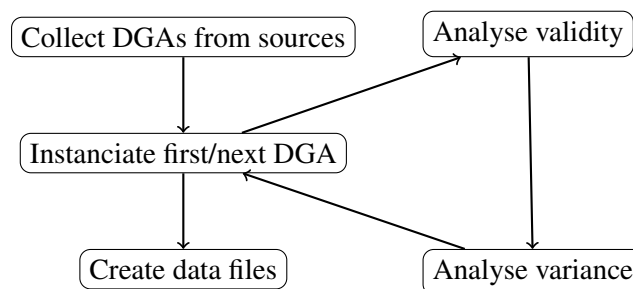 Collect DGAs from sources
Analyse validity
Instanciate first/next DGA
Create data files
Analyse variance